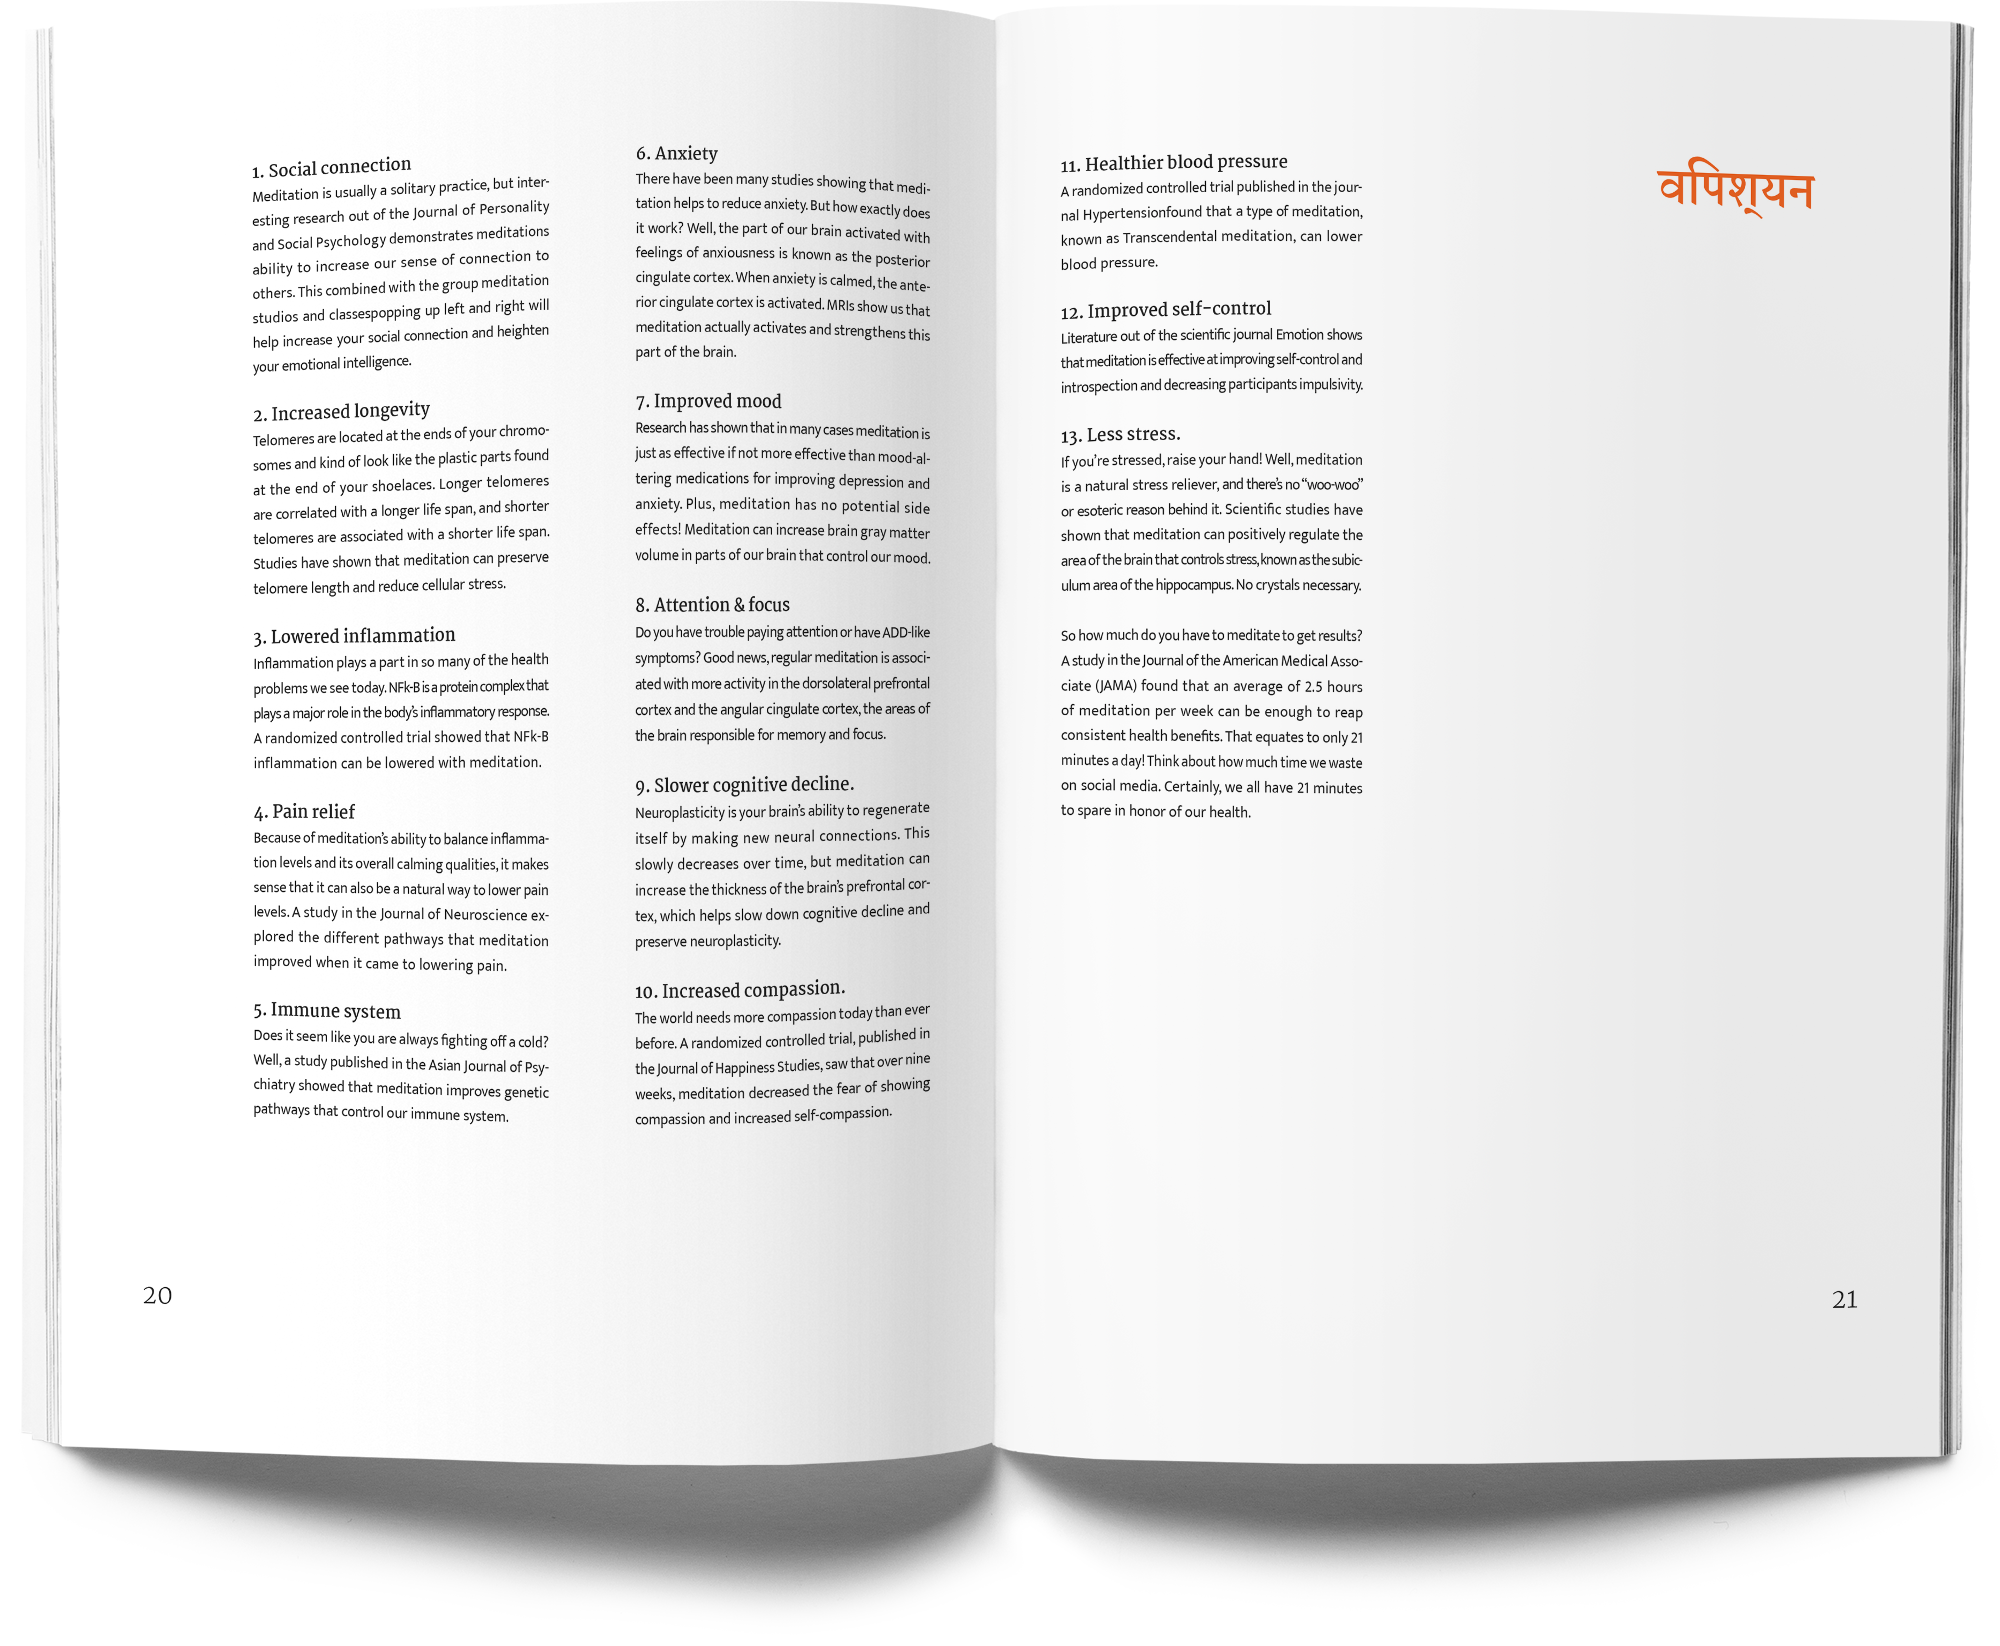 1. Social connection
Meditation is usually a solitary practice, but inter-
esting research out of the Journal of Personality
and Social Psychology demonstrates meditations
ability to increase our sense of connection to
others. This combined with the group meditation
studios and classespopping up left and right will
help increase your social connection and heighten
your emotional intelligence.
2. Increased longevity
Telomeres are located at the ends of your chromo-
somes and kind of look like the plastic parts found
at the end of your shoelaces. Longer telomeres
are correlated with a longer life span, and shorter
telomeres are associated with a shorter life span.
Studies have shown that meditation can preserve
telomere length and reduce cellular stress.
3. Lowered inflammation
Inflammation plays a part in so many of the health
problems we see today. NFk-B is a protein complex that
plays a major role in the body's inflammatory response.
A randomized controlled trial showed that NFk-B
inflammation can be lowered with meditation.
4. Pain relief
Because of meditation's ability to balance inflamma-
tion levels and its overall calming qualities, it makes
sense that it can also be a natural way to lower pain
levels. A study in the Journal of Neuroscience ex-
plored the different pathways that meditation
improved when it came to lowering pain.
5. Immune system
Does it seem like you are always fighting off a cold?
Well, a study published in the Asian Journal of Psy-
chiatry showed that meditation improves genetic
pathways that control our immune system.
6. Anxiety
There have been many studies showing that medi-
tation helps to reduce anxiety. But how exactly does
it work? Well, the part of our brain activated with
feelings of anxiousness is known as the posterior
cingulate cortex. When anxiety is calmed, the ante-
rior cingulate cortex is activated. MRIs show us that
meditation actually activates and strengthens this
part of the brain.
7. Improved mood
Research has shown that in many cases meditation is
just as effective if not more effective than mood-al-
tering medications for improving depression and
anxiety. Plus, meditation has no potential side
effects! Meditation can increase brain gray matter
volume in parts of our brain that control our mood.
8. Attention & focus
Do you have trouble paying attention or have ADD-like
symptoms? Good news, regular meditation is associ-
ated with more activity in the dorsolateral prefrontal
cortex and the angular cingulate cortex, the areas of
the brain responsible for memory and focus.
9. Slower cognitive decline.
Neuroplasticity is your brain's ability to regenerate
itself by making new neural connections. This
slowly decreases over time, but meditation can
increase the thickness of the brain's prefrontal cor-
tex, which helps slow down cognitive decline and
preserve neuroplasticity.
10. Increased compassion.
The world needs more compassion today than ever
before. A randomized controlled trial, published in
the Journal of Happiness Studies, saw that over nine
weeks, meditation decreased the fear of showing
compassion and increased self-compassion.
20
11. Healthier blood pressure
A randomized controlled trial published in the jour-
nal Hypertensionfound that a type of meditation,
known as Transcendental meditation, can lower
blood pressure.
12. Improved self-control
Literature out of the scientific journal Emotion shows
that meditation is effective at improving self-control and
introspection and decreasing participants impulsivity.
13. Less stress.
If you're stressed, raise your hand! Well, meditation
is a natural stress reliever, and there's no “woo-woo”
or esoteric reason behind it. Scientific studies have
shown that meditation can positively regulate the
area of the brain that controls stress, known as the subic-
ulum area of the hippocampus. No crystals necessary.
So how much do you have to meditate to get results?
A study in the Journal of the American Medical Asso-
ciate (JAMA) found that an average of 2.5 hours
of meditation per week can be enough to reap
consistent health benefits. That equates to only 21
minutes a day! Think about how much time we waste
on social media. Certainly, we all have 21 minutes
to spare in honor of our health.
वपिश्‌यन
21